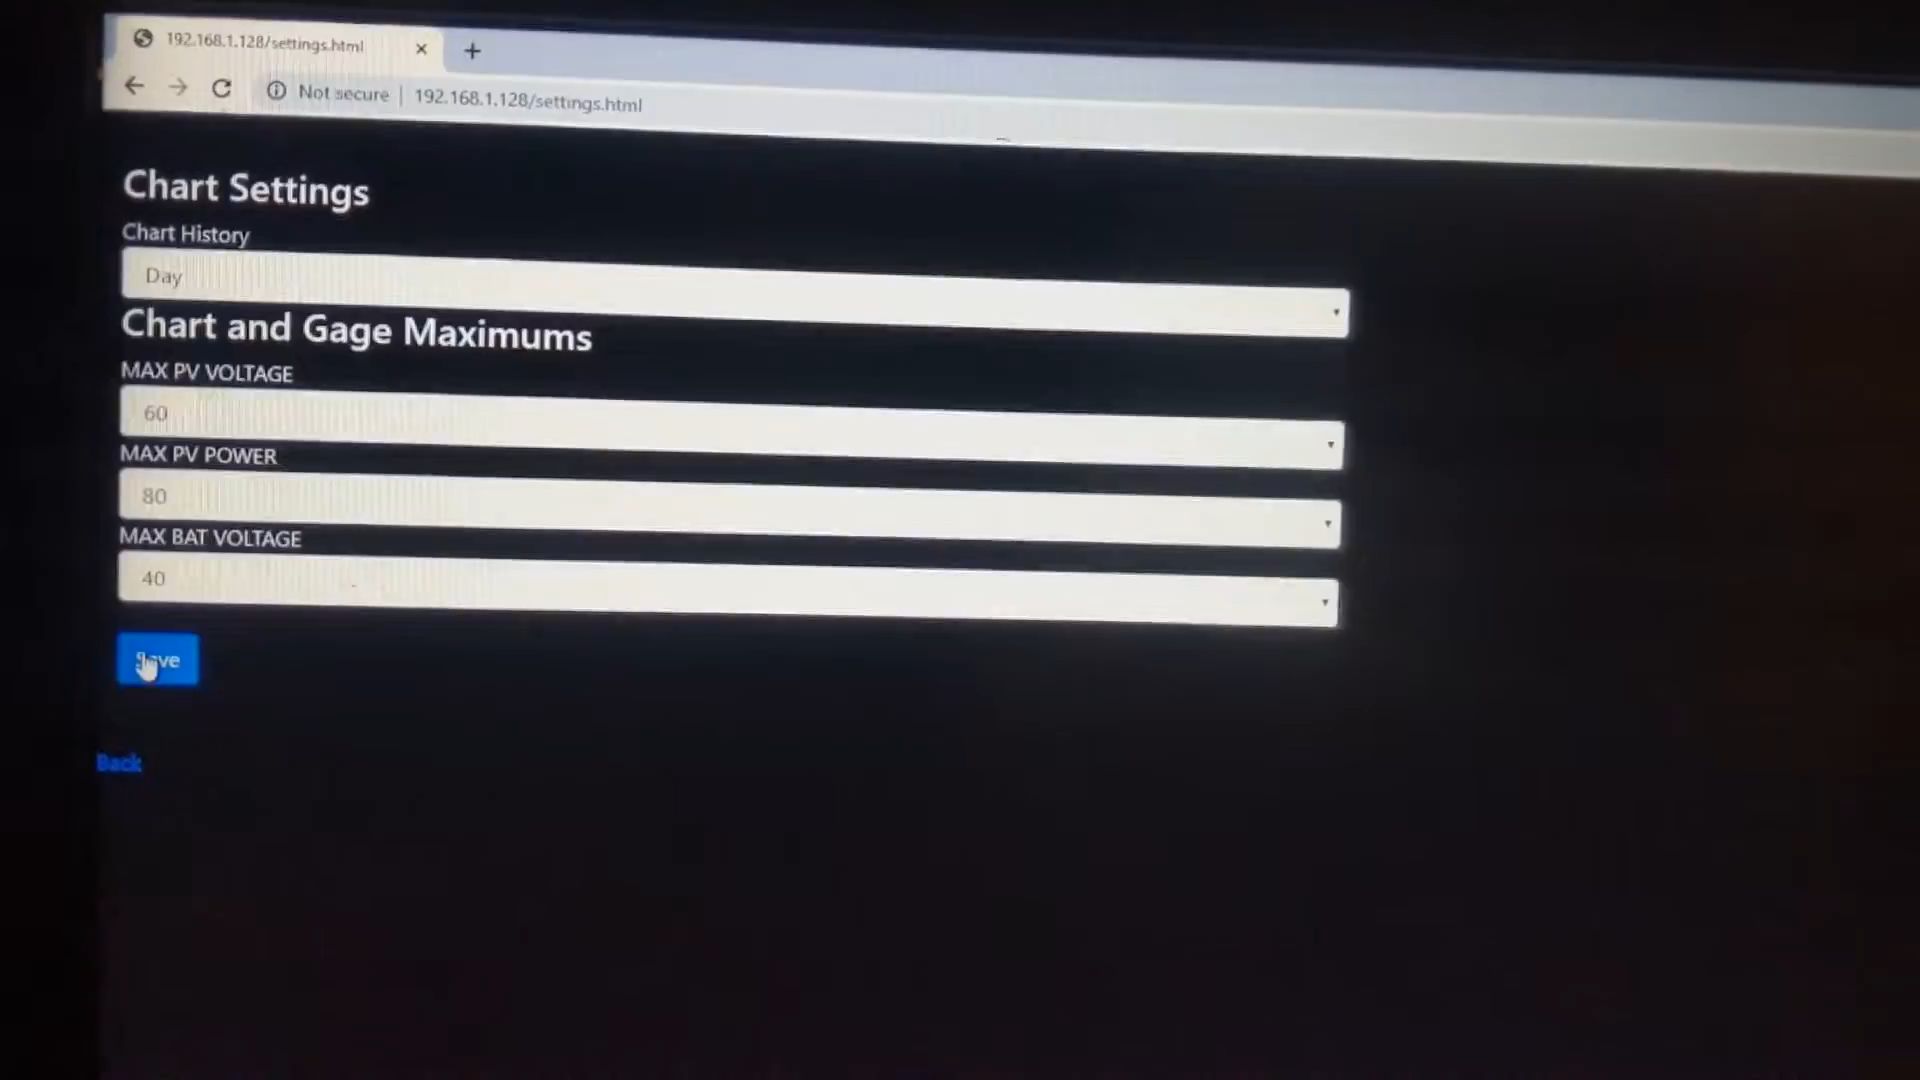 192.168.1.128/settings.html
Not secure | 192.168.1.128/settings.html
Chart Settings
Chart History
Day
Chart and Gage Maximums
MAX PV VOLTAGE
60
MAX PV POWER
80
MAX BAT VOLTAGE
40
Save
Back